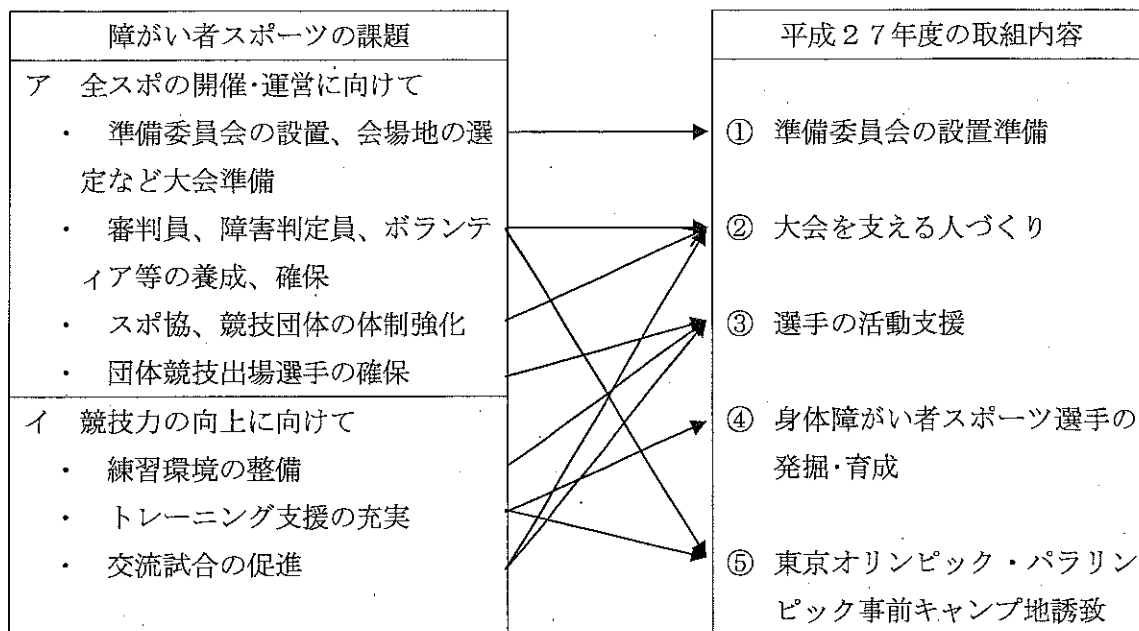 障がい者スポーツの課題
ア 全スポの開催・運営に向けて
・ 準備委員会の設置、会場地の選
定など大会準備
・ 審判員、障害判定員、ボランテ
ィア等の養成、確保
・ スポ協、競技団体の体制強化
・ 団体競技出場選手の確保
イ 競技力の向上に向けて
・ 練習環境の整備
・ トレーニング支援の充実
・ 交流試合の促進
平成27年度の取組内容
① 準備委員会の設置準備
② 大会を支える人づくり
③ 選手の活動支援
④ 身体障がい者スポーツ選手の
発掘・育成
⑤ 東京オリンピック・パラリン
ピック事前キャンプ地誘致